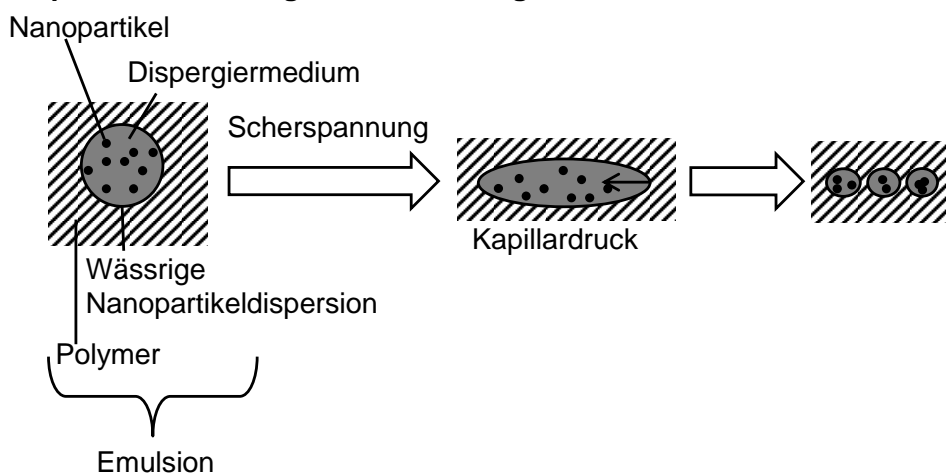 Nanopartikel
Dispergiermedium
Scherspannung
Kapillardruck
Wässrige
Nanopartikeldispersion
Polymer
Emulsion